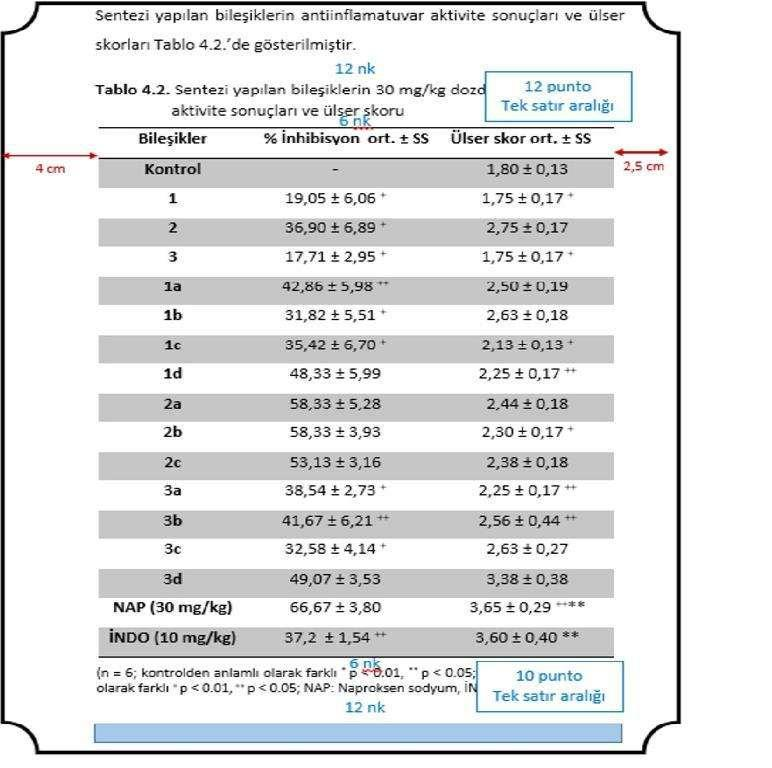 Sentezi yapılan bileşiklerin antiinflamatuvar aktivite sonuçları ve ülser
skorları Tablo 4.2.’de gösterilmiştir.
12 nk
Tablo 4.2. Sentezi yapılan bileşiklerin 30 mg/kg dozd
12 punto
Tek satır aralığı
aktivite sonuçları ve ülser skoru
6 nk
Bileşikler % İnhibisyon ort. ± SS Ülser skor ort. ± SS
4 cm
2,5 cm
Kontrol - 1,80 ± 0,13
1 19,05 ± 6,06 + 1,75 ± 0,17 +
2 36,90 ± 6,89 + 2,75 ± 0,17
3 17,71 ± 2,95 + 1,75 ± 0,17 +
1a 42,86 ± 5,98 ++ 2,50 ± 0,19
1b 31,82 ± 5,51 + 2,63 ± 0,18
1c 35,42 ± 6,70 + 2,13 ± 0,13 +
1d 48,33 ± 5,99 2,25 ± 0,17 ++
2a 58,33 ± 5,28 2,44 ± 0,18
2b 58,33 ± 3,93 2,30 ± 0,17 +
2c 53,13 ± 3,16 2,38 ± 0,18
3a 38,54 ± 2,73 + 2,25 ± 0,17 ++
3b 41,67 ± 6,21 ++ 2,56 ± 0,44 ++
3c 32,58 ± 4,14 + 2,63 ± 0,27
3d 49,07 ± 3,53 3,38 ± 0,38
NAP (30 mg/kg) 66,67 ± 3,80 3,65 ± 0,29 ++**
İNDO (10 mg/kg) 37,2 ± 1,54 ++ 3,60 ± 0,40 **
6 nk
(n = 6; kontrolden anlamlı olarak farklı * p < 0.01, ** p < 0.05;
olarak farklı + p < 0.01, ++ p < 0.05; NAP: Naproksen sodyum, İN
10 punto
Tek satır aralığı
12 nk